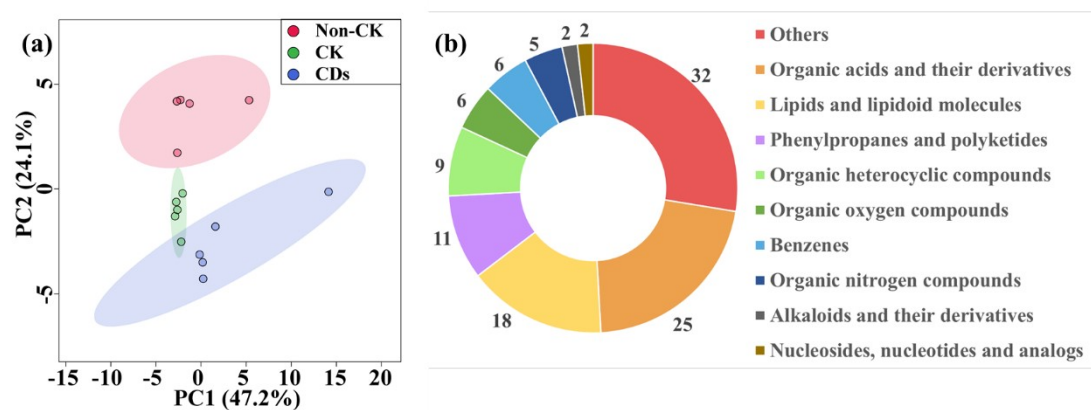 (a)
Non-CK
CK
CDs
PC2 (24.1%)
5
0
-5
-15 -10 -5 0 5 10 15 20
PC1 (47.2%)
(b)
32
25
18
11
9
6
6
5
2
2
Others
Organic acids and their derivatives
Lipids and lipidoid molecules
Phenylpropanes and polyketides
Organic heterocyclic compounds
Organic oxygen compounds
Benzenes
Organic nitrogen compounds
Alkaloids and their derivatives
Nucleosides, nucleotides and analogs